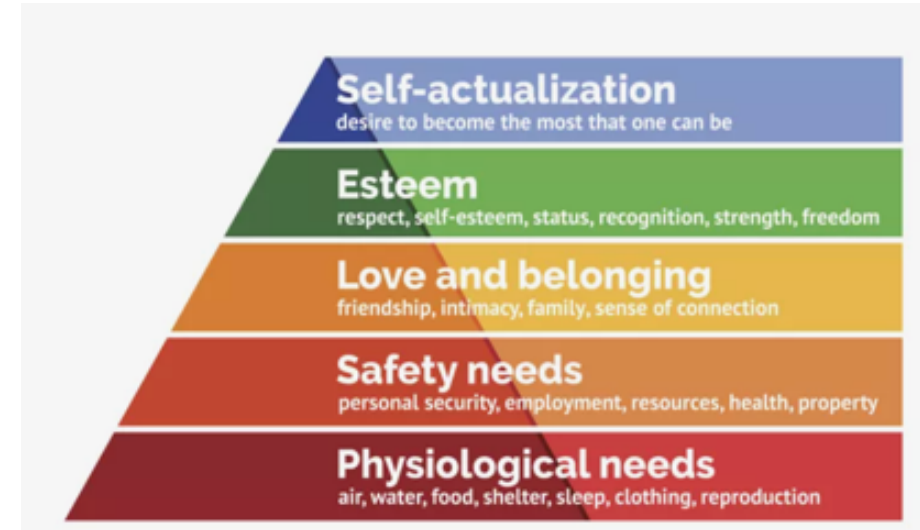 Self-actualization
desire to become the most that one can be
Esteem
respect, self-esteem, status, recognition, strength, freedom
Love and belonging
friendship, intimacy, family, sense of connection
Safety needs
personal security, employment, resources, health, property
Physiological needs
air, water, food, shelter, sleep, clothing, reproduction